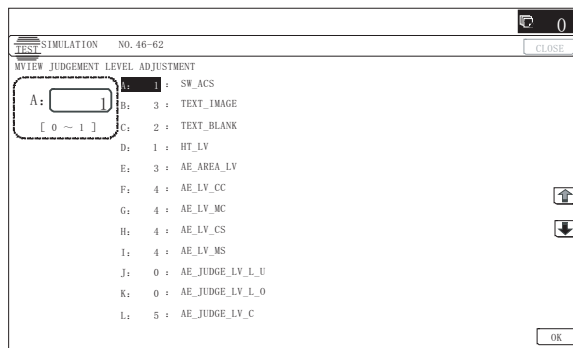 0
TEST SIMULATION NO.46-62
CLOSE
MVIEW JUDGEMENT LEVEL ADJUSTMENT
A: 1
[ 0 ~ 1 ]
A: 1 : SW_ACS
B: 3 : TEXT_IMAGE
C: 2 : TEXT_BLANK
D: 1 : HT_LV
E: 3 : AE_AREA_LV
F: 4 : AE_LV_CC
G: 4 : AE_LV_MC
H: 4 : AE_LV_CS
I: 4 : AE_LV_MS
J: 0 : AE_JUDGE_LV_L_U
K: 0 : AE_JUDGE_LV_L_O
L: 5 : AE_JUDGE_LV_C
OK